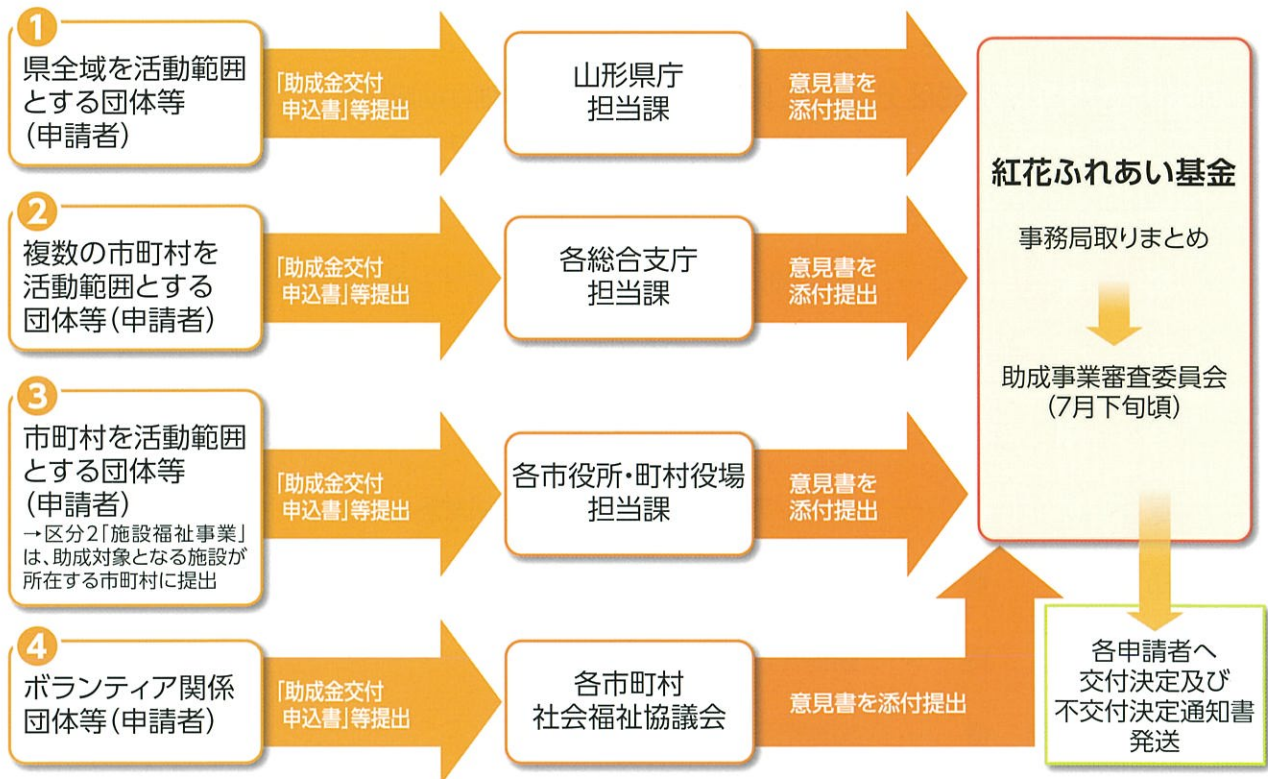 1
県全域を活動範囲
とする団体等
(申請者)
「助成金交付
申込書」等提出
山形県庁
担当課
意見書を
添付提出
2
複数の市町村を
活動範囲とする
団体等(申請者)
「助成金交付
申込書」等提出
各総合支庁
担当課
意見書を
添付提出
3
市町村を活動範囲
とする団体等
(申請者)
→区分2「施設福祉事業」
は、助成対象となる施設が
所在する市町村に提出
「助成金交付
申込書」等提出
各市役所・町村役場
担当課
意見書を
添付提出
4
ボランティア関係
団体等(申請者)
「助成金交付
申込書」等提出
各市町村
社会福祉協議会
意見書を添付提出
紅花ふれあい基金
事務局取りまとめ
助成事業審査委員会
(7月下旬頃)
各申請者へ
交付決定及び
不交付決定通知書
発送